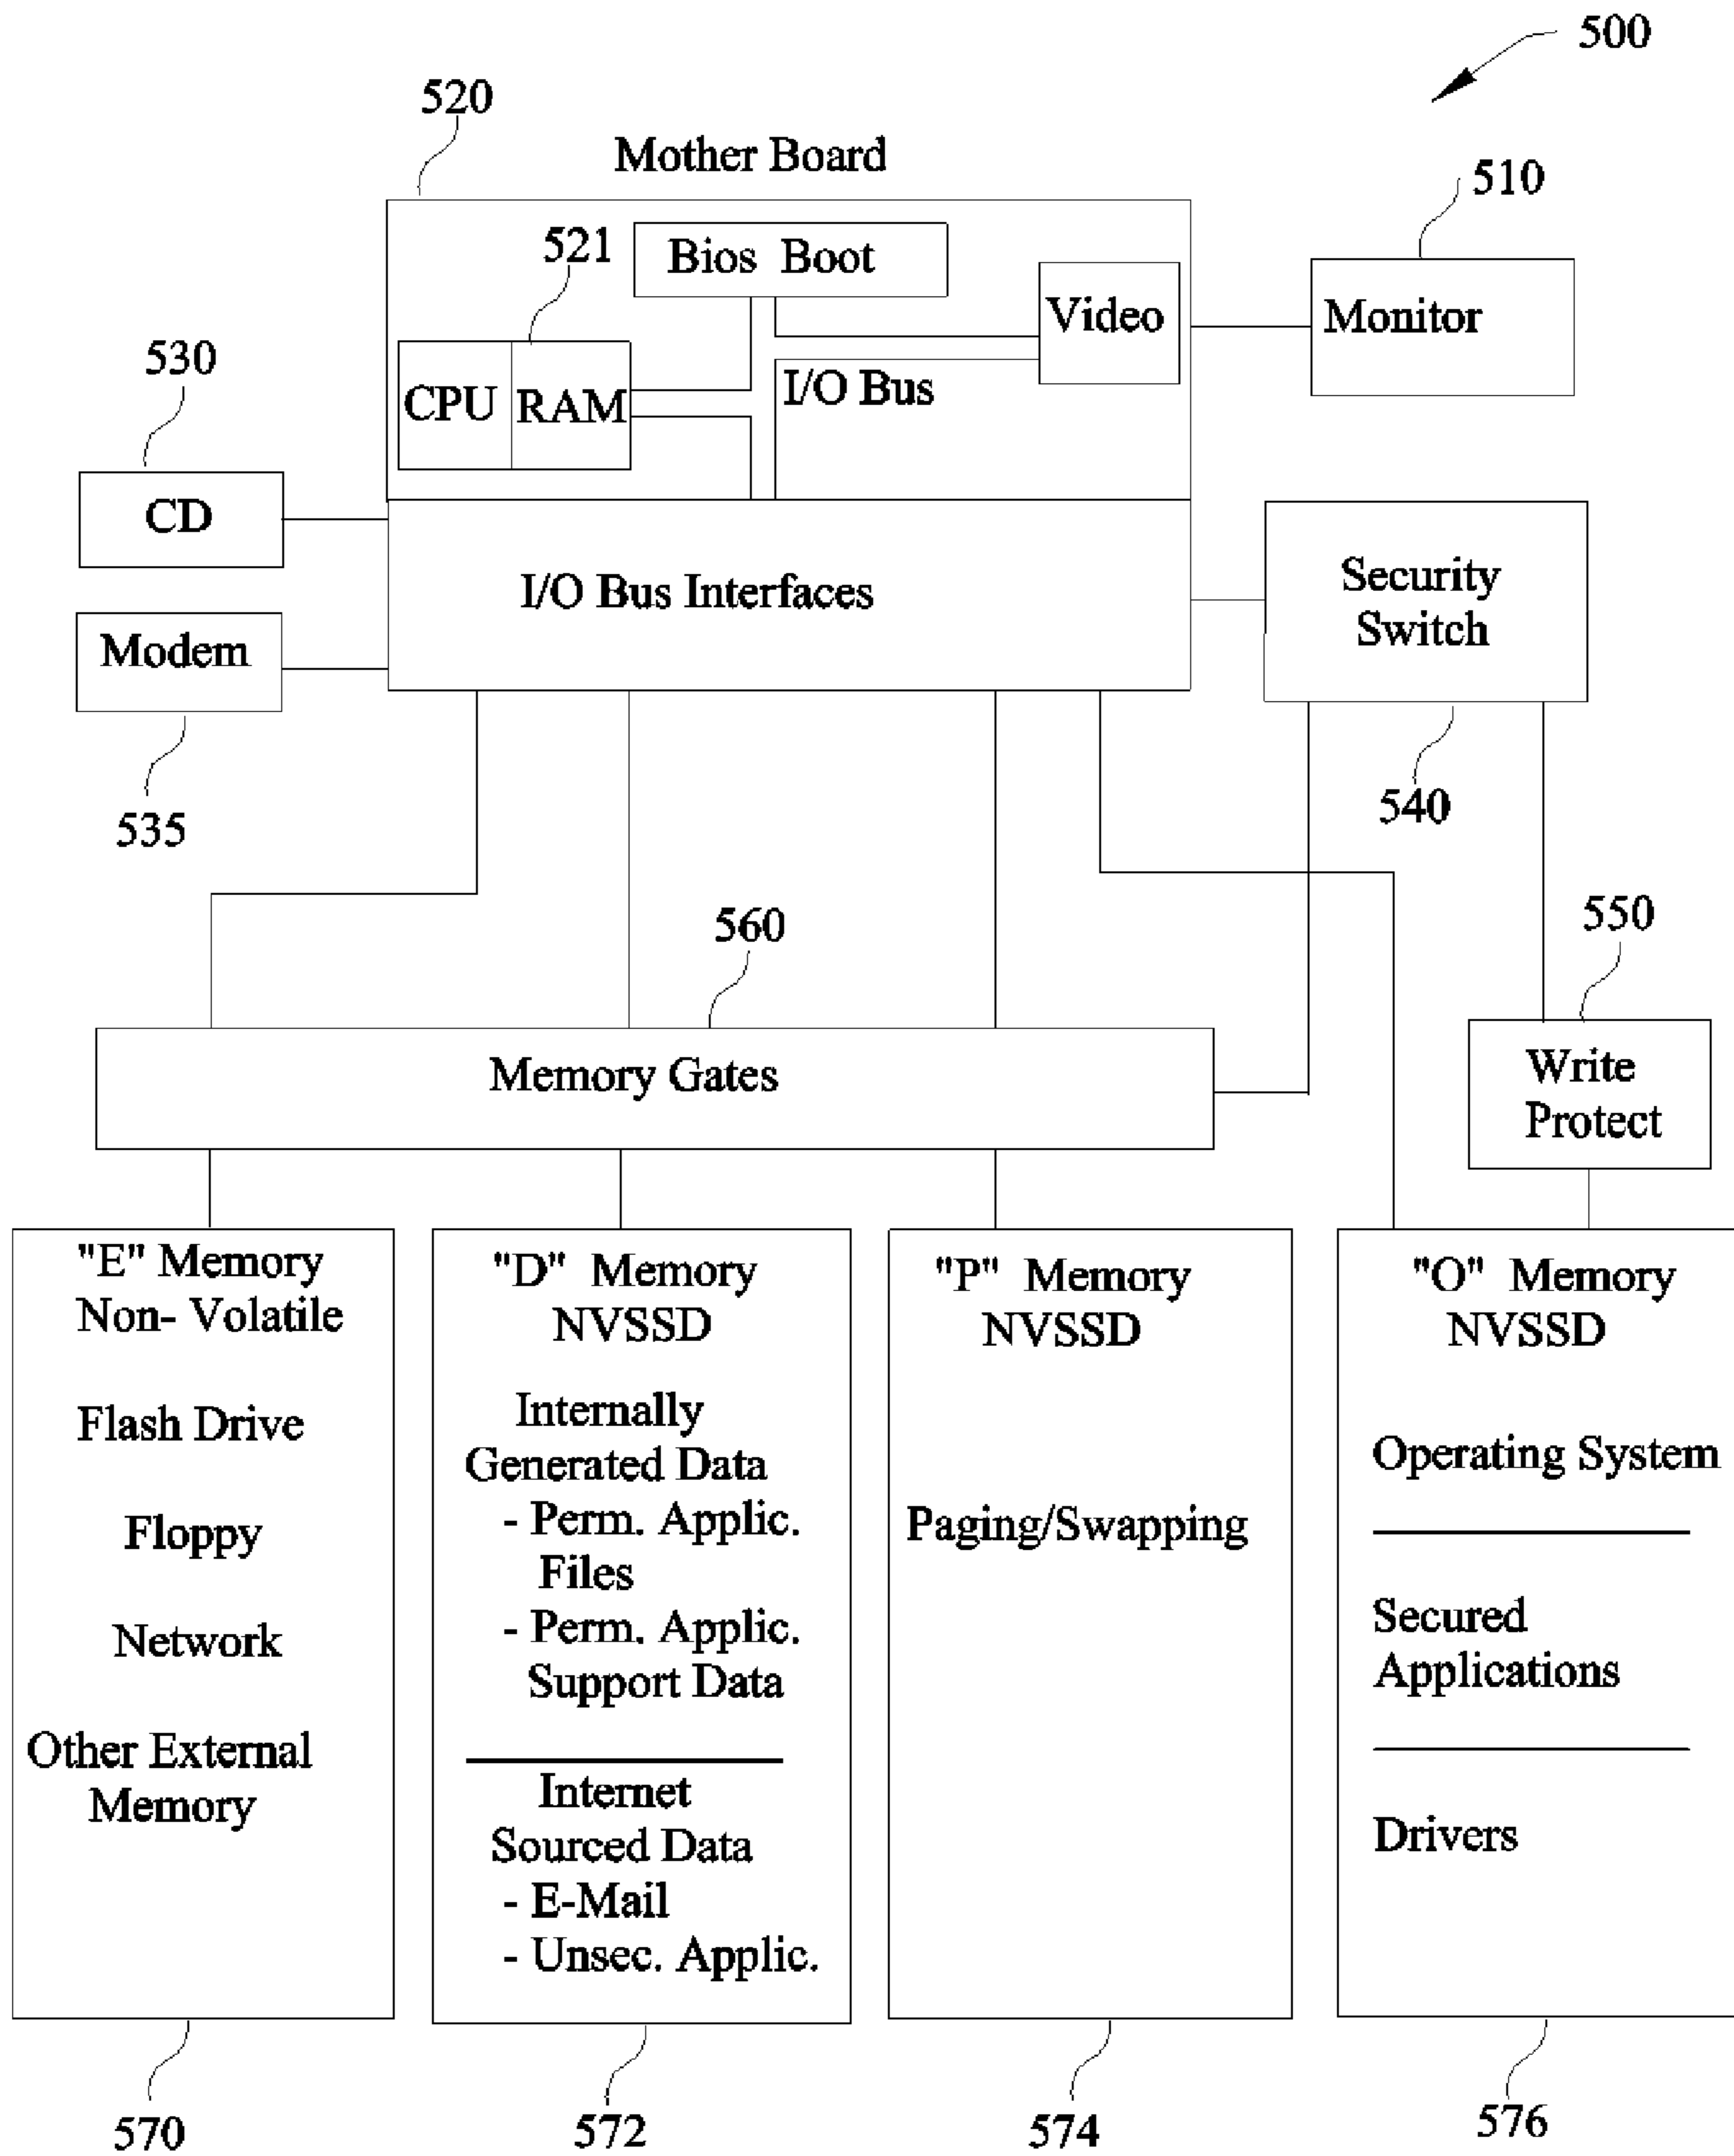 500
520
Mother Board
510
521
Bios Boot
Video
Monitor
530
I/O Bus
CPU
RAM
CD
Security
Switch
I/O Bus Interfaces
Modem
540
535
560
550
Memory Gates
Write
Protect
"E" Memory
Non- Volatile
Flash Drive
Floppy
Network
Other External
Memory
"D" Memory
NVSSD
Internally
Generated Data
- Perm. Applic.
Files
- Perm. Applic.
Support Data
Internet
Sourced Data
- E-Mail
- Unsec. Applic.
"P" Memory
NVSSD
Paging/Swapping
"O" Memory
NVSSD
Operating System
Secured
Applications
Drivers
570
572
574
576